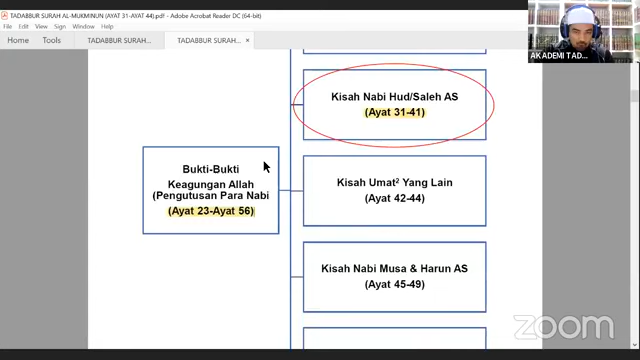 TADABBUR SURAH AL-MUKMINUN (AYAT 31-AYAT 44).pdf - Adobe Acrobat Reader DC (64-bit)
File Edit View Sign Window Help
Home Tools TADABBUR SURAH... TADABBUR SURAH... ×
AKADEMI TAD...
Kisah Nabi Hud/Saleh AS
(Ayat 31-41)
Bukti-Bukti
Keagungan Allah
(Pengutusan Para Nabi
(Ayat 23-Ayat 56)
Kisah Umat² Yang Lain
(Ayat 42-44)
Kisah Nabi Musa & Harun AS
(Ayat 45-49)
zoom